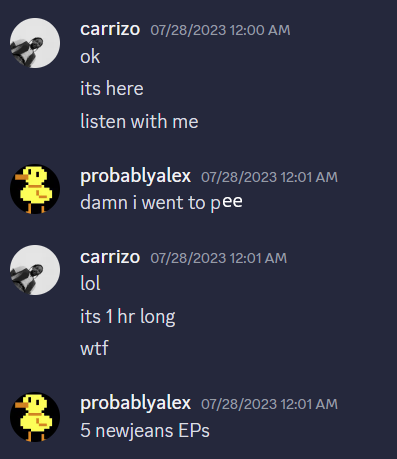 carrizo 07/28/2023 12:00 AM
ok
its here
listen with me
probablyalex 07/28/2023 12:01 AM
damn i went to pee
carrizo 07/28/2023 12:01 AM
lol
its 1 hr long
wtf
probablyalex 07/28/2023 12:01 AM
5 newjeans EPs